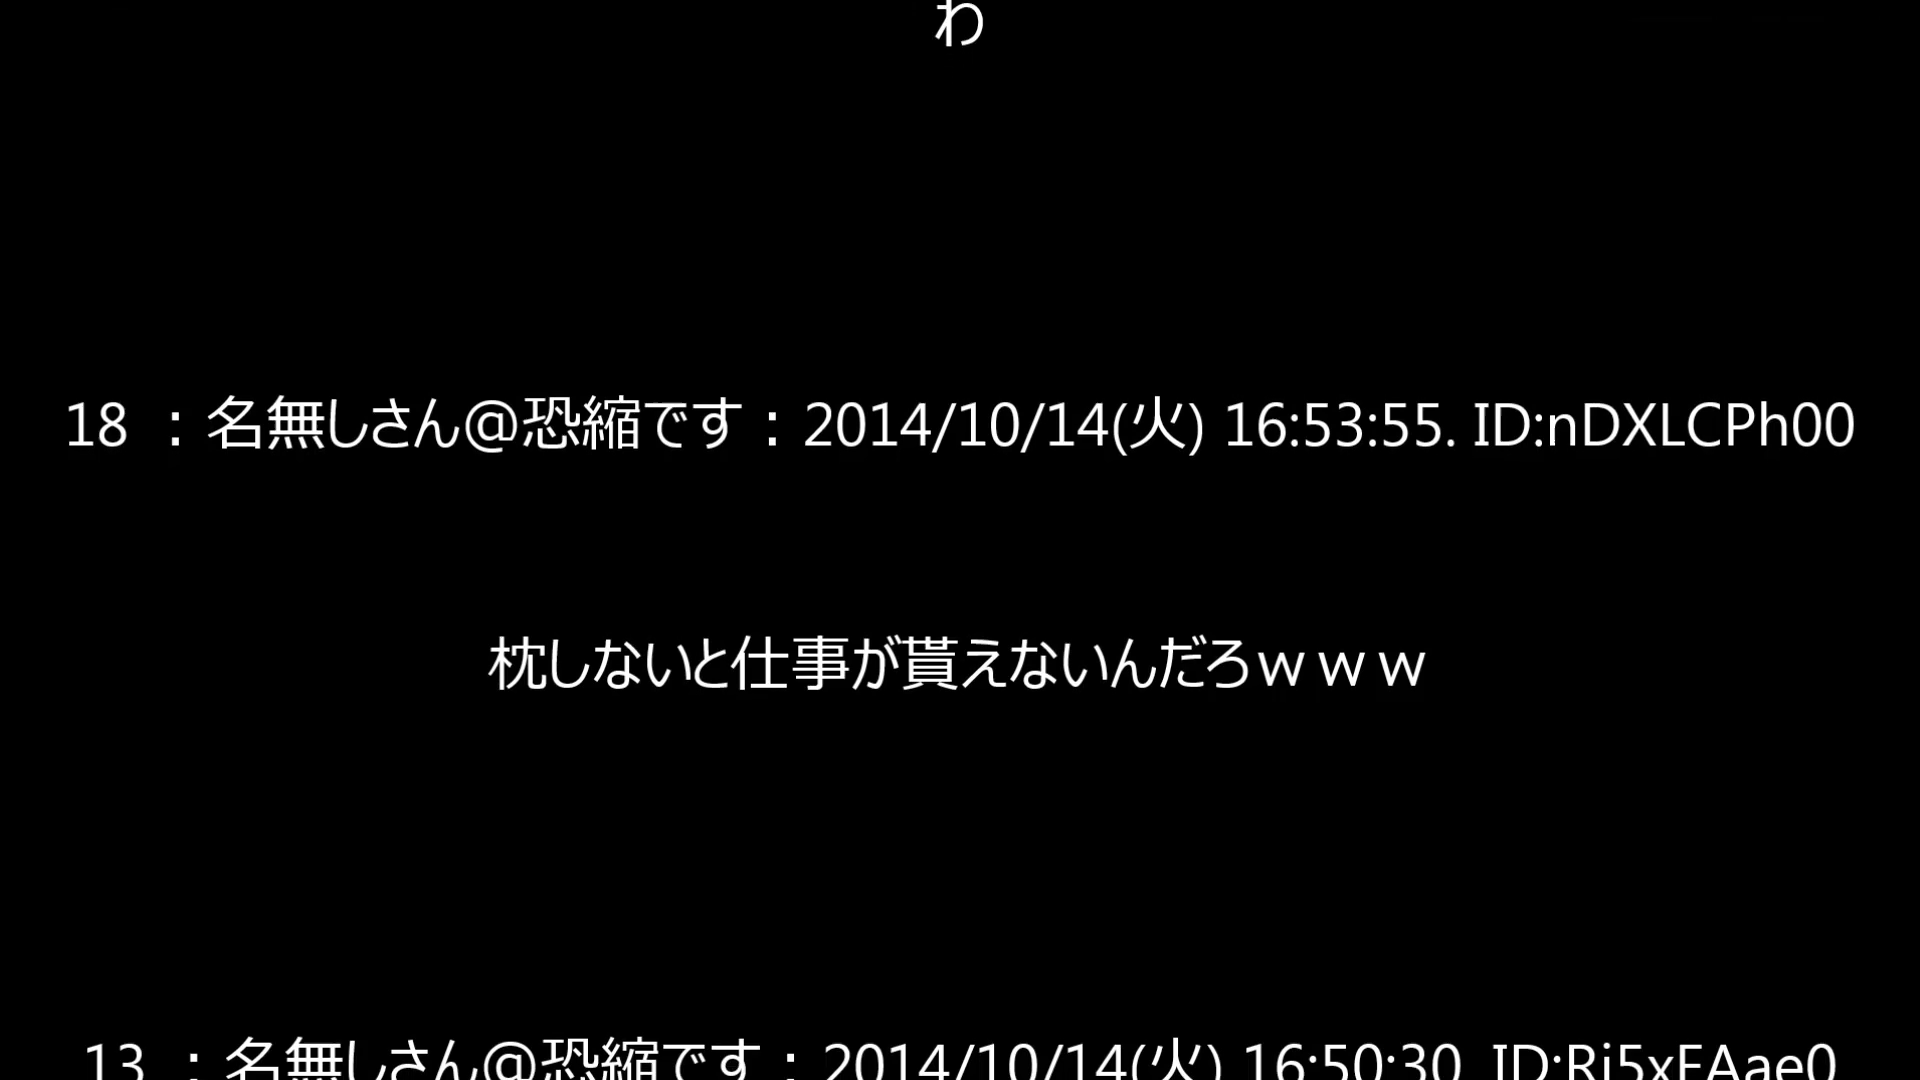 わ
18 ：名無しさん@恐縮です：2014/10/14(火) 16:53:55. ID:nDXLCPh00
枕しないと仕事が貰えないんだろｗｗｗ
13 ：名無しさん@恐縮です：2014/10/14(火) 16:50:30. ID:Ri5xFAae0